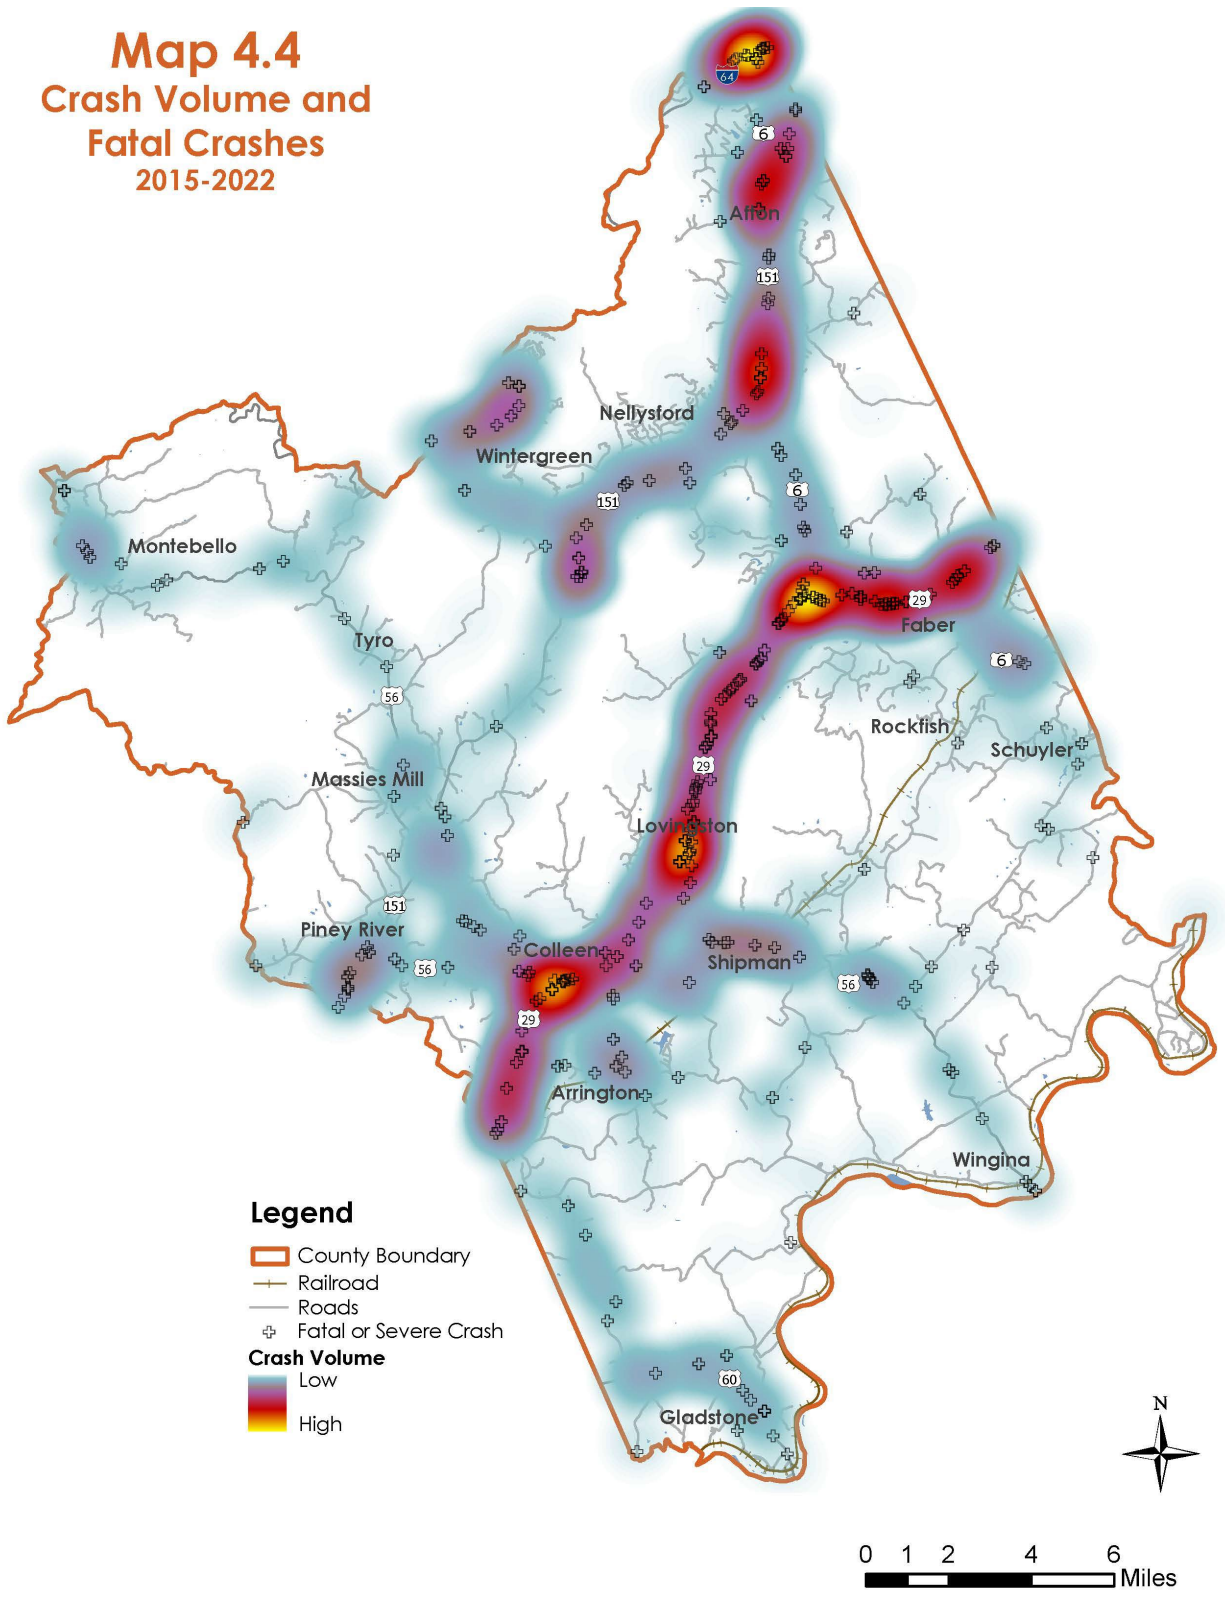 Map 4.4
Crash Volume and
Fatal Crashes
2015-2022
64
6
Afton
151
Nellysford
Wintergreen
151
6
Montebello
29
Faber
Tyro
6
56
Rockfish
Schuyler
29
Massies Mill
Lovingston
151
Piney River
Colleen
56
Shipman
56
29
Arrington
Wingina
60
Gladstone
Legend
County Boundary
Railroad
Roads
Fatal or Severe Crash
Crash Volume
Low
High
N
0 1 2 4 6
Miles